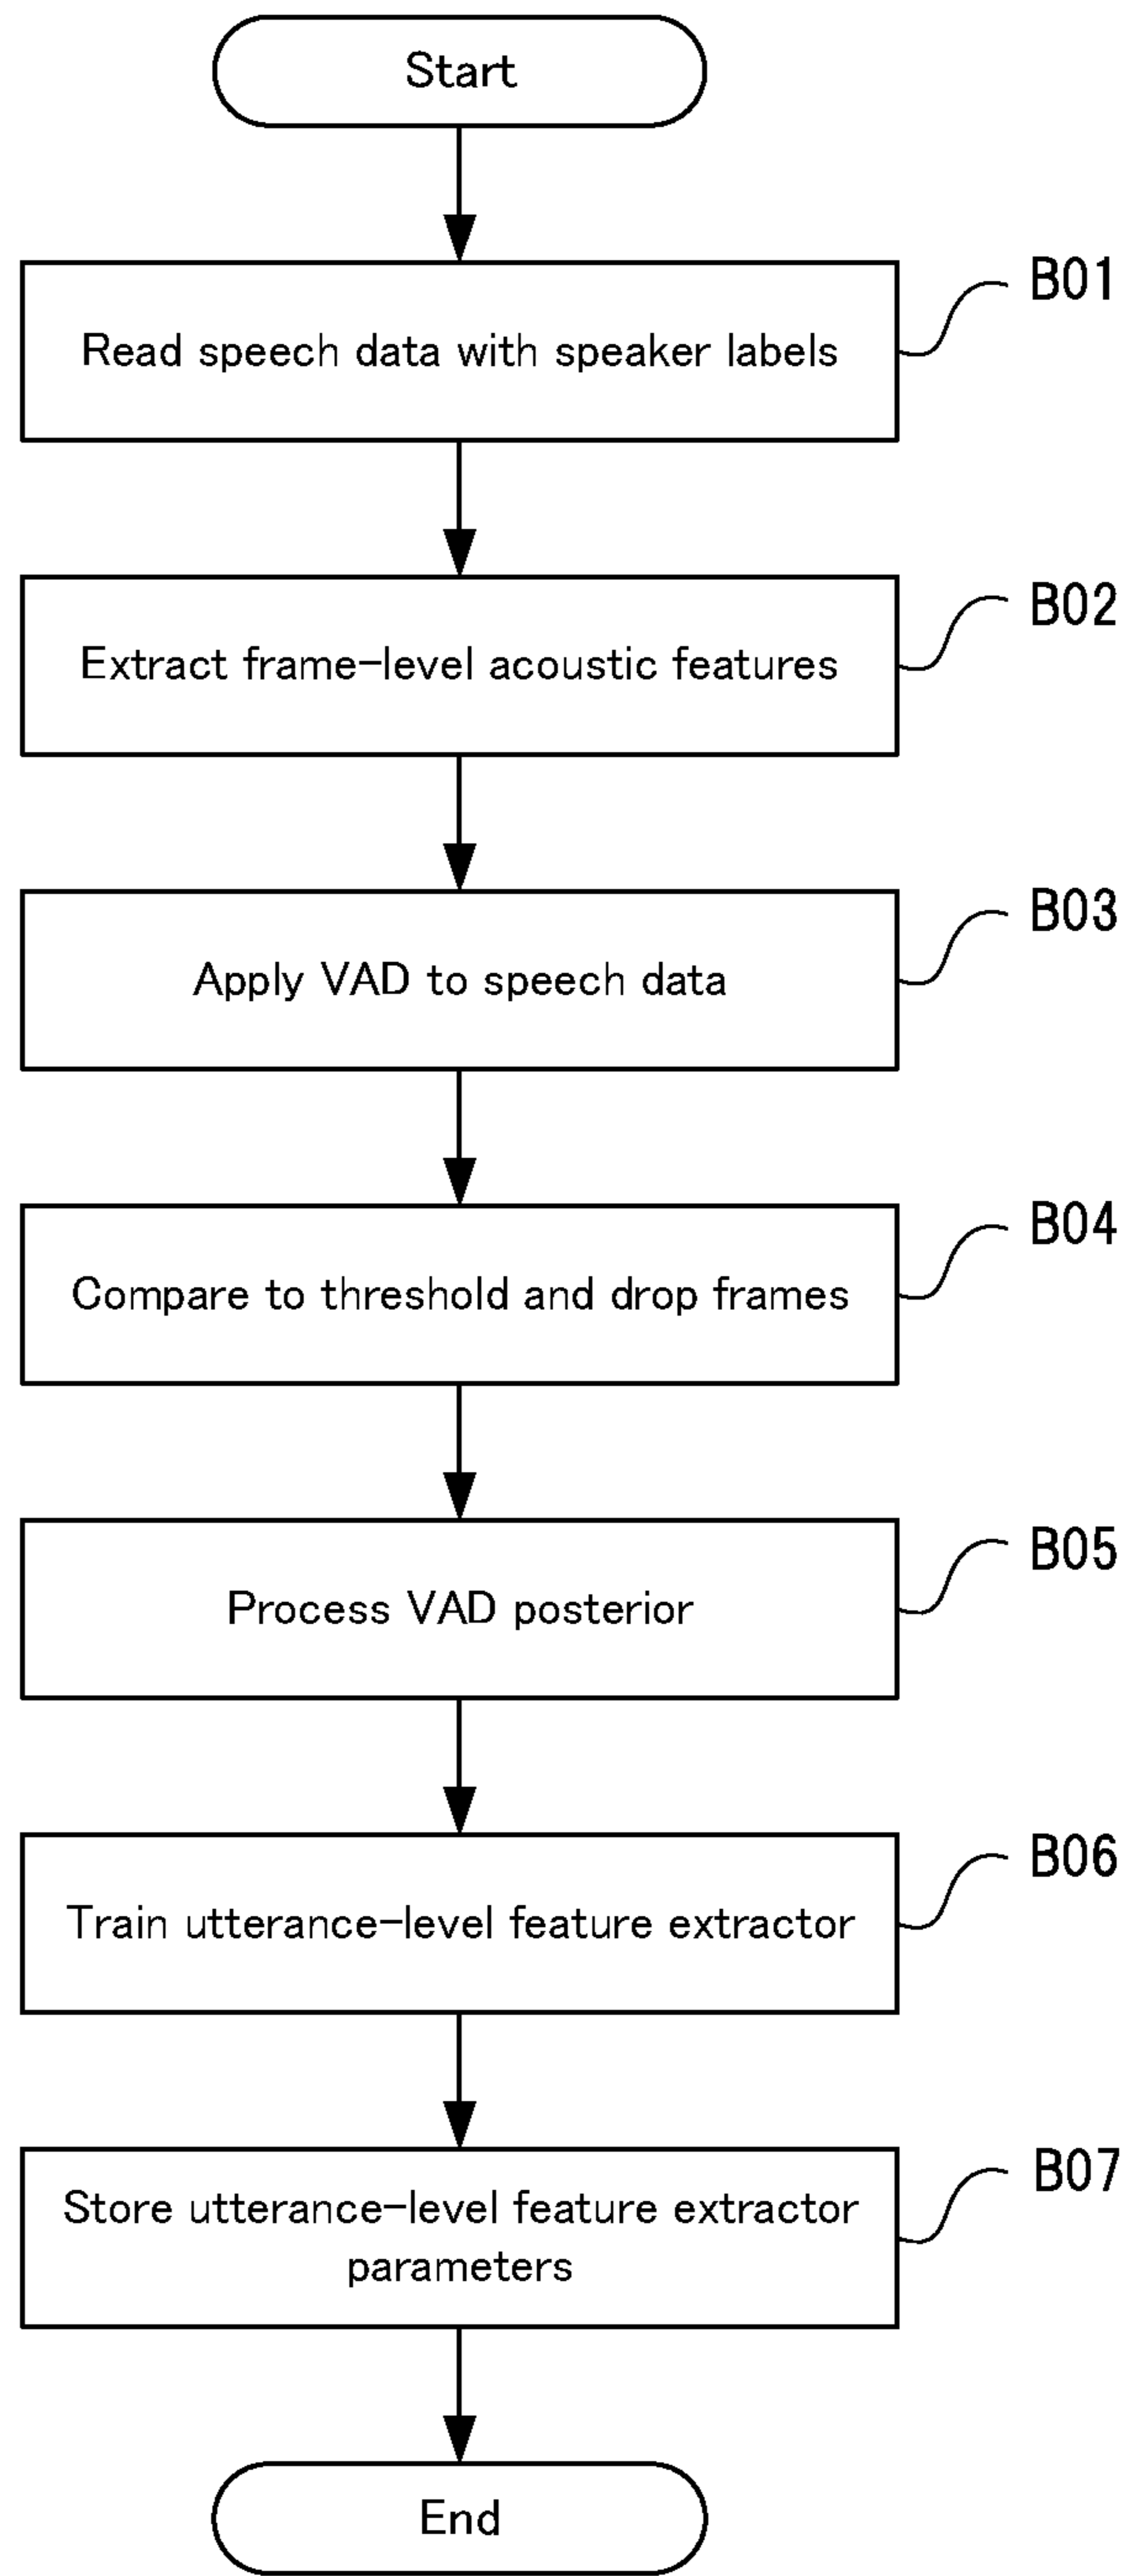 Start
B01
Read speech data with speaker labels
B02
Extract frame-level acoustic features
B03
Apply VAD to speech data
B04
Compare to threshold and drop frames
B05
Process VAD posterior
B06
Train utterance-level feature extractor
B07
Store utterance-level feature extractor
parameters
End